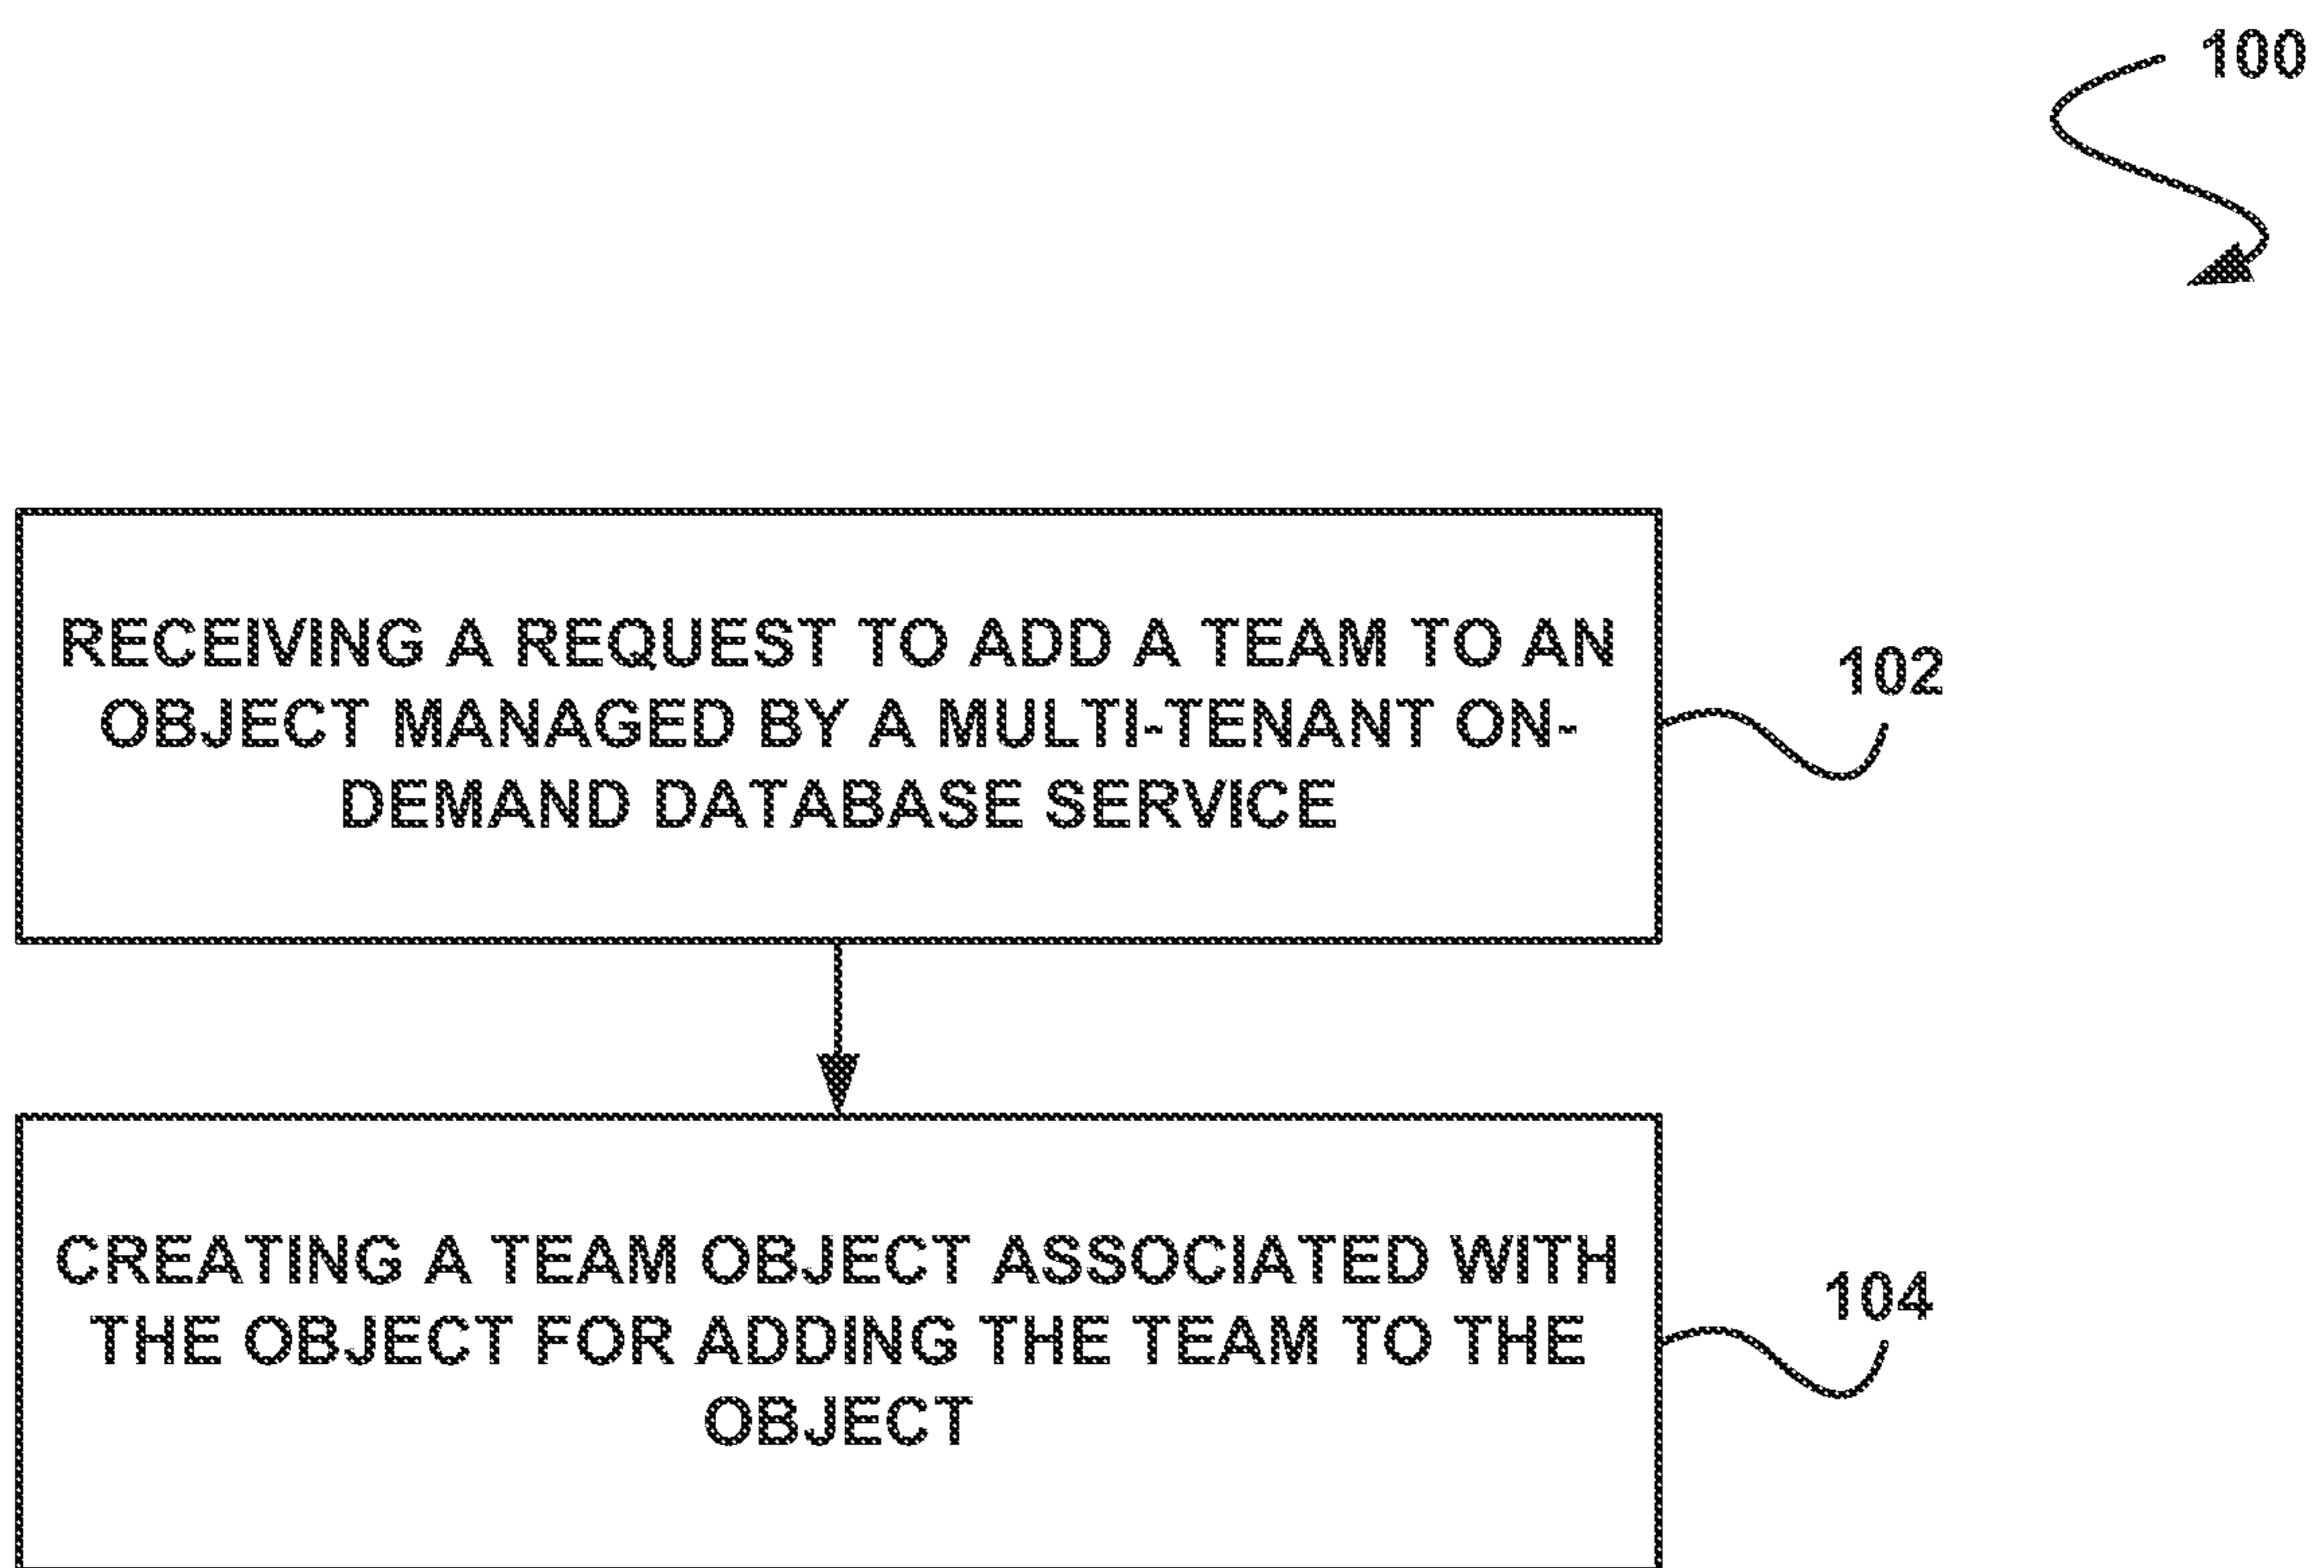 100
RECEIVING A REQUEST TO ADD A TEAM TO AN
OBJECT MANAGED BY A MULTI-TENANT ON-
DEMAND DATABASE SERVICE
102
CREATING A TEAM OBJECT ASSOCIATED WITH
THE OBJECT FOR ADDING THE TEAM TO THE
OBJECT
104